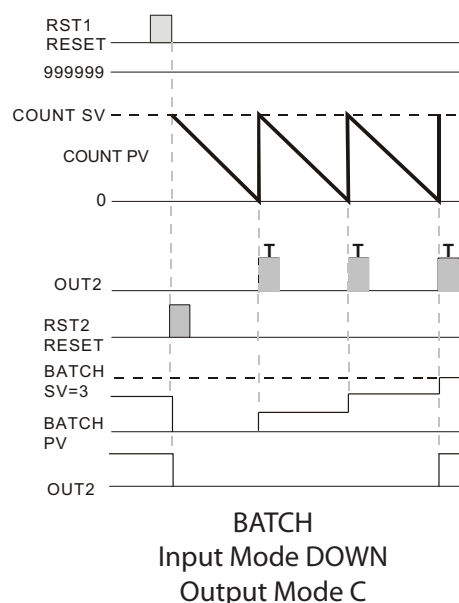 RST1
RESET
999999
COUNT SV
COUNT PV
0
T T T
OUT2
RST2
RESET
BATCH
SV=3
BATCH
PV
OUT2
BATCH
Input Mode DOWN
Output Mode C